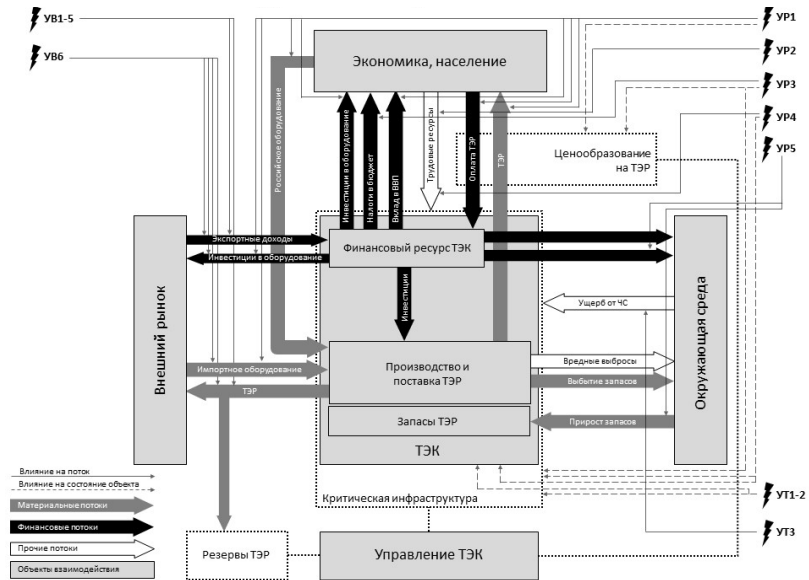 УВ1-5
УВ6
УР1
УР2
УР3
УР4
УР5
Экономика, население
Российское оборудование
Инвестиции в оборудование
Налоги в бюджет
Вклад в ВВП
Трудовые ресурсы
Оплата ТЭР
ТЭР
Ценообразование
на ТЭР
Внешний рынок
Экспортные доходы
Инвестиции в оборудование
Финансовый ресурс ТЭК
Инвестиции
Ущерб от ЧС
Окружающая среда
Импортное оборудование
ТЭР
Производство и
поставка ТЭР
Вредные выбросы
Выбытие запасов
Запасы ТЭР
Прирост запасов
ТЭК
Критическая инфраструктура
Влияние на поток
Влияние на состояние объекта
Материальные потоки
Финансовые потоки
Прочие потоки
Объекты взаимодействия
Резервы ТЭР
Управление ТЭК
УТ1-2
УТ3